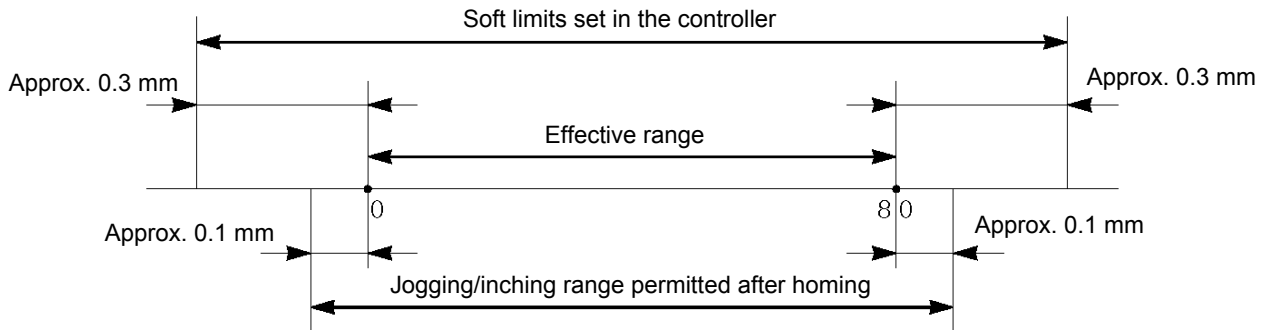 Soft limits set in the controller
Approx. 0.3 mm
Approx. 0.3 mm
Effective range
0
80
Approx. 0.1 mm
Approx. 0.1 mm
Jogging/inching range permitted after homing